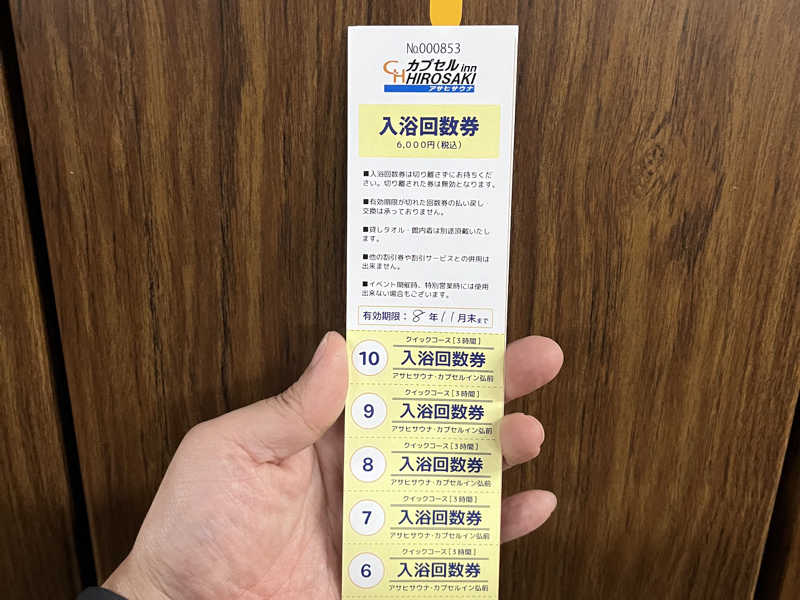 No.000853
カプセル inn
CH HIROSAKI
アサヒサウナ
入浴回数券
6,000円(税込)
■入浴回数券は切り離さずにお持ちくだ
さい。切り離された券は無効となります。
■有効期限が切れた回数券の払い戻し・
交換は承っておりません。
■貸しタオル・館内着は別途頂戴いたし
ます。
■他の割引券や割引サービスとの併用は
出来ません。
■イベント開催時、特別営業時には使用
出来ない場合もございます。
有効期限：8年11月末まで
クイックコース[3時間]
10 入浴回数券
アサヒサウナ・カプセルイン弘前
クイックコース[3時間]
9 入浴回数券
アサヒサウナ・カプセルイン弘前
クイックコース[3時間]
8 入浴回数券
アサヒサウナ・カプセルイン弘前
クイックコース[3時間]
7 入浴回数券
アサヒサウナ・カプセルイン弘前
クイックコース[3時間]
6 入浴回数券
アサヒサウナ・カプセルイン弘前